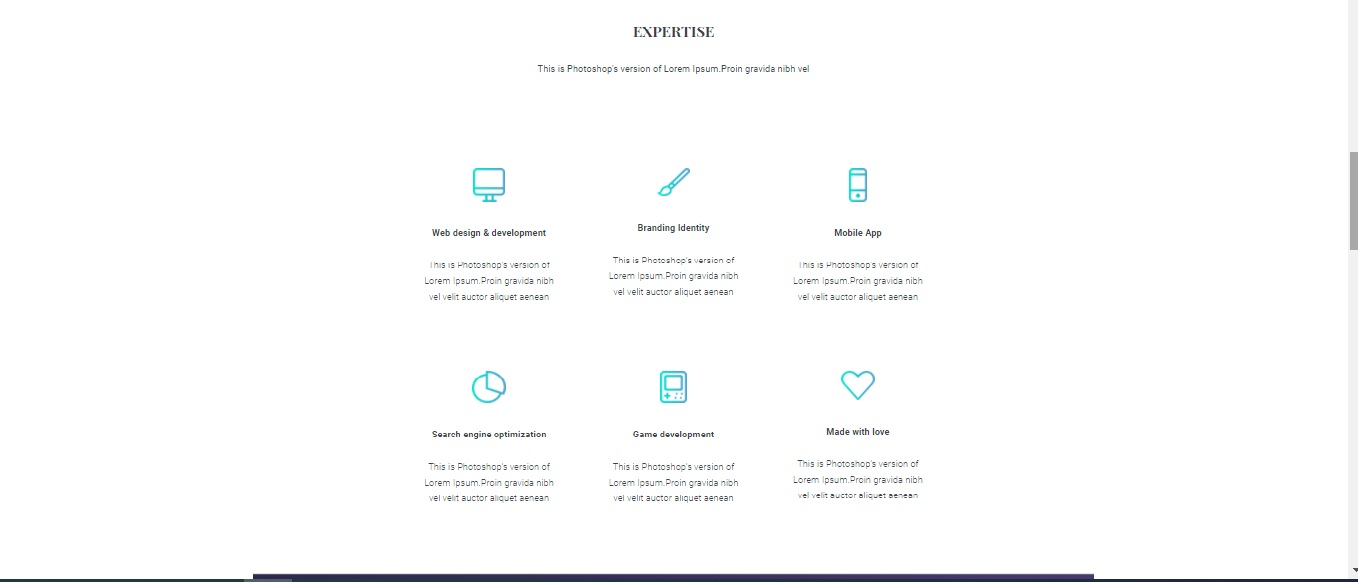 EXPERTISE
This is Photoshop's version of Lorem Ipsum.Proin gravida nibh vel
Web design & development
Branding Identity
Mobile App
This is Photoshop's version of
Lorem Ipsum.Proin gravida nibh
vel velit auctor aliquet aenean
This is Photoshop's version of
Lorem Ipsum.Proin gravida nibh
vel velit auctor aliquet aenean
This is Photoshop's version of
Lorem Ipsum.Proin gravida nibh
vel velit auctor aliquet aenean
Search engine optimization
Game development
Made with love
This is Photoshop's version of
Lorem Ipsum.Proin gravida nibh
vel velit auctor aliquet aenean
This is Photoshop's version of
Lorem Ipsum.Proin gravida nibh
vel velit auctor aliquet aenean
This is Photoshop's version of
Lorem Ipsum.Proin gravida nibh
vel velit auctor aliquet aenean